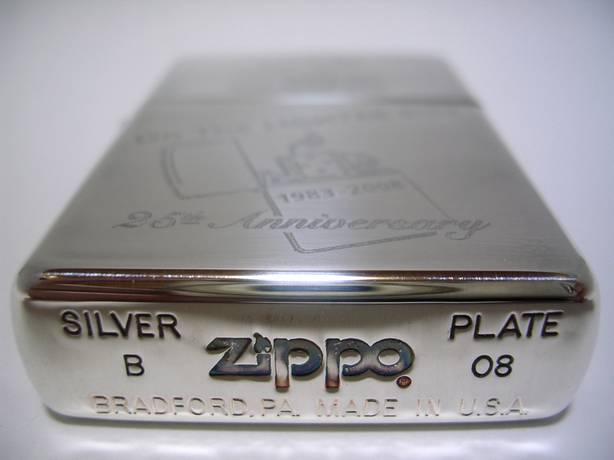 1983-2008
25th Anniversary
SILVER PLATE
B zippo 08
BRADFORD, PA. MADE IN U.S.A.